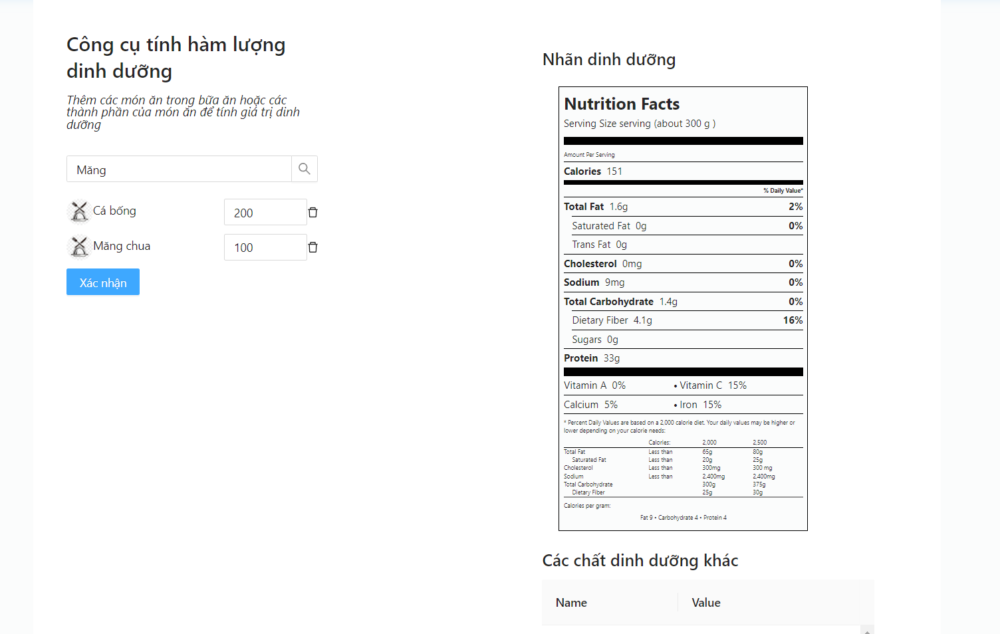 Công cụ tính hàm lượng
dinh dưỡng
Thêm các món ăn trong bữa ăn hoặc các
thành phần của món ăn để tính giá trị dinh
dưỡng
Măng
Cá bống 200
Măng chua 100
Xác nhận
Nhãn dinh dưỡng
Nutrition Facts
Serving Size serving (about 300 g )
Amount Per Serving
Calories 151
% Daily Value*
Total Fat 1.6g 2%
Saturated Fat 0g 0%
Trans Fat 0g
Cholesterol 0mg 0%
Sodium 9mg 0%
Total Carbohydrate 1.4g 0%
Dietary Fiber 4.1g 16%
Sugars 0g
Protein 33g
Vitamin A 0% • Vitamin C 15%
Calcium 5% • Iron 15%
* Percent Daily Values are based on a 2,000 calorie diet. Your daily values may be higher or
lower depending on your calorie needs:
Calories: 2,000 2,500
Total Fat Less than 65g 80g
Saturated Fat Less than 20g 25g
Cholesterol Less than 300mg 300 mg
Sodium Less than 2,400mg 2,400mg
Total Carbohydrate 300g 375g
Dietary Fiber 25g 30g
Calories per gram:
Fat 9 • Carbohydrate 4 • Protein 4
Các chất dinh dưỡng khác
Name Value